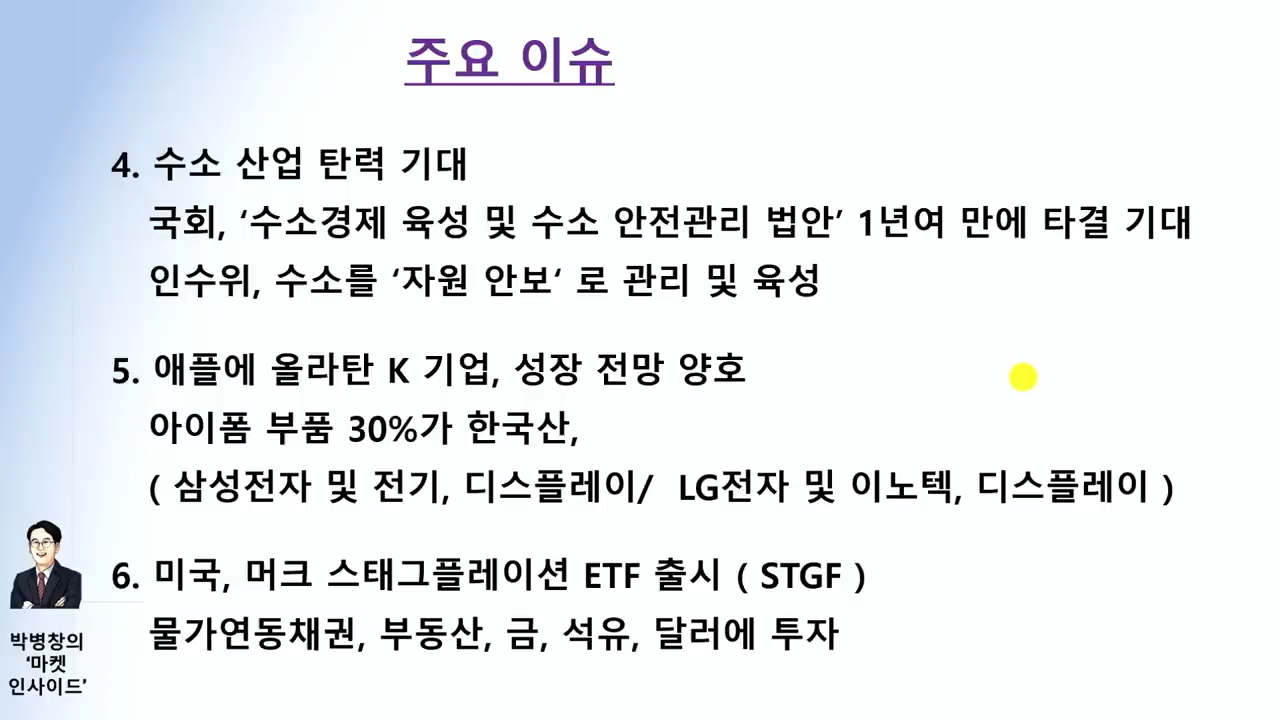 주요 이슈
4. 수소 산업 탄력 기대
국회, ‘수소경제 육성 및 수소 안전관리 법안’ 1년여 만에 타결 기대
인수위, 수소를 ‘자원 안보‘ 로 관리 및 육성
5. 애플에 올라탄 K 기업, 성장 전망 양호
아이폼 부품 30%가 한국산,
( 삼성전자 및 전기, 디스플레이/ LG전자 및 이노텍, 디스플레이 )
6. 미국, 머크 스태그플레이션 ETF 출시 ( STGF )
물가연동채권, 부동산, 금, 석유, 달러에 투자
박병창의
‘마켓
인사이드’